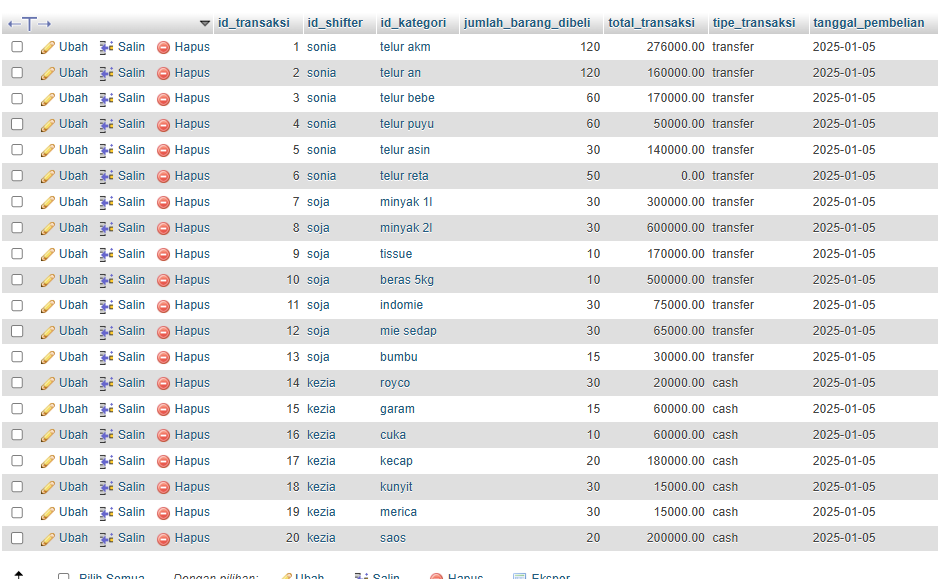 id_transaksi id_shifter id_kategori jumlah_barang_dibeli total_transaksi tipe_transaksi tanggal_pembelian
Ubah Salin Hapus 1 sonia telur akm 120 276000.00 transfer 2025-01-05
Ubah Salin Hapus 2 sonia telur an 120 160000.00 transfer 2025-01-05
Ubah Salin Hapus 3 sonia telur bebe 60 170000.00 transfer 2025-01-05
Ubah Salin Hapus 4 sonia telur puyu 60 50000.00 transfer 2025-01-05
Ubah Salin Hapus 5 sonia telur asin 30 140000.00 transfer 2025-01-05
Ubah Salin Hapus 6 sonia telur reta 50 0.00 transfer 2025-01-05
Ubah Salin Hapus 7 soja minyak 1l 30 300000.00 transfer 2025-01-05
Ubah Salin Hapus 8 soja minyak 2l 30 600000.00 transfer 2025-01-05
Ubah Salin Hapus 9 soja tissue 10 170000.00 transfer 2025-01-05
Ubah Salin Hapus 10 soja beras 5kg 10 500000.00 transfer 2025-01-05
Ubah Salin Hapus 11 soja indomie 30 75000.00 transfer 2025-01-05
Ubah Salin Hapus 12 soja mie sedap 30 65000.00 transfer 2025-01-05
Ubah Salin Hapus 13 soja bumbu 15 30000.00 transfer 2025-01-05
Ubah Salin Hapus 14 kezia royco 30 20000.00 cash 2025-01-05
Ubah Salin Hapus 15 kezia garam 15 60000.00 cash 2025-01-05
Ubah Salin Hapus 16 kezia cuka 10 60000.00 cash 2025-01-05
Ubah Salin Hapus 17 kezia kecap 20 180000.00 cash 2025-01-05
Ubah Salin Hapus 18 kezia kunyit 30 15000.00 cash 2025-01-05
Ubah Salin Hapus 19 kezia merica 30 15000.00 cash 2025-01-05
Ubah Salin Hapus 20 kezia saos 20 200000.00 cash 2025-01-05
Pilih Semua Dengan pilihan: Ubah Salin Hapus Ekspor